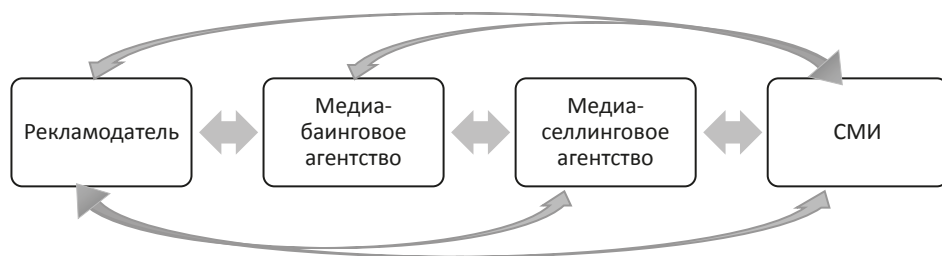 Рекламодатель
Медиа-
баинговое
агентство
Медиа-
селлинговое
агентство
СМИ